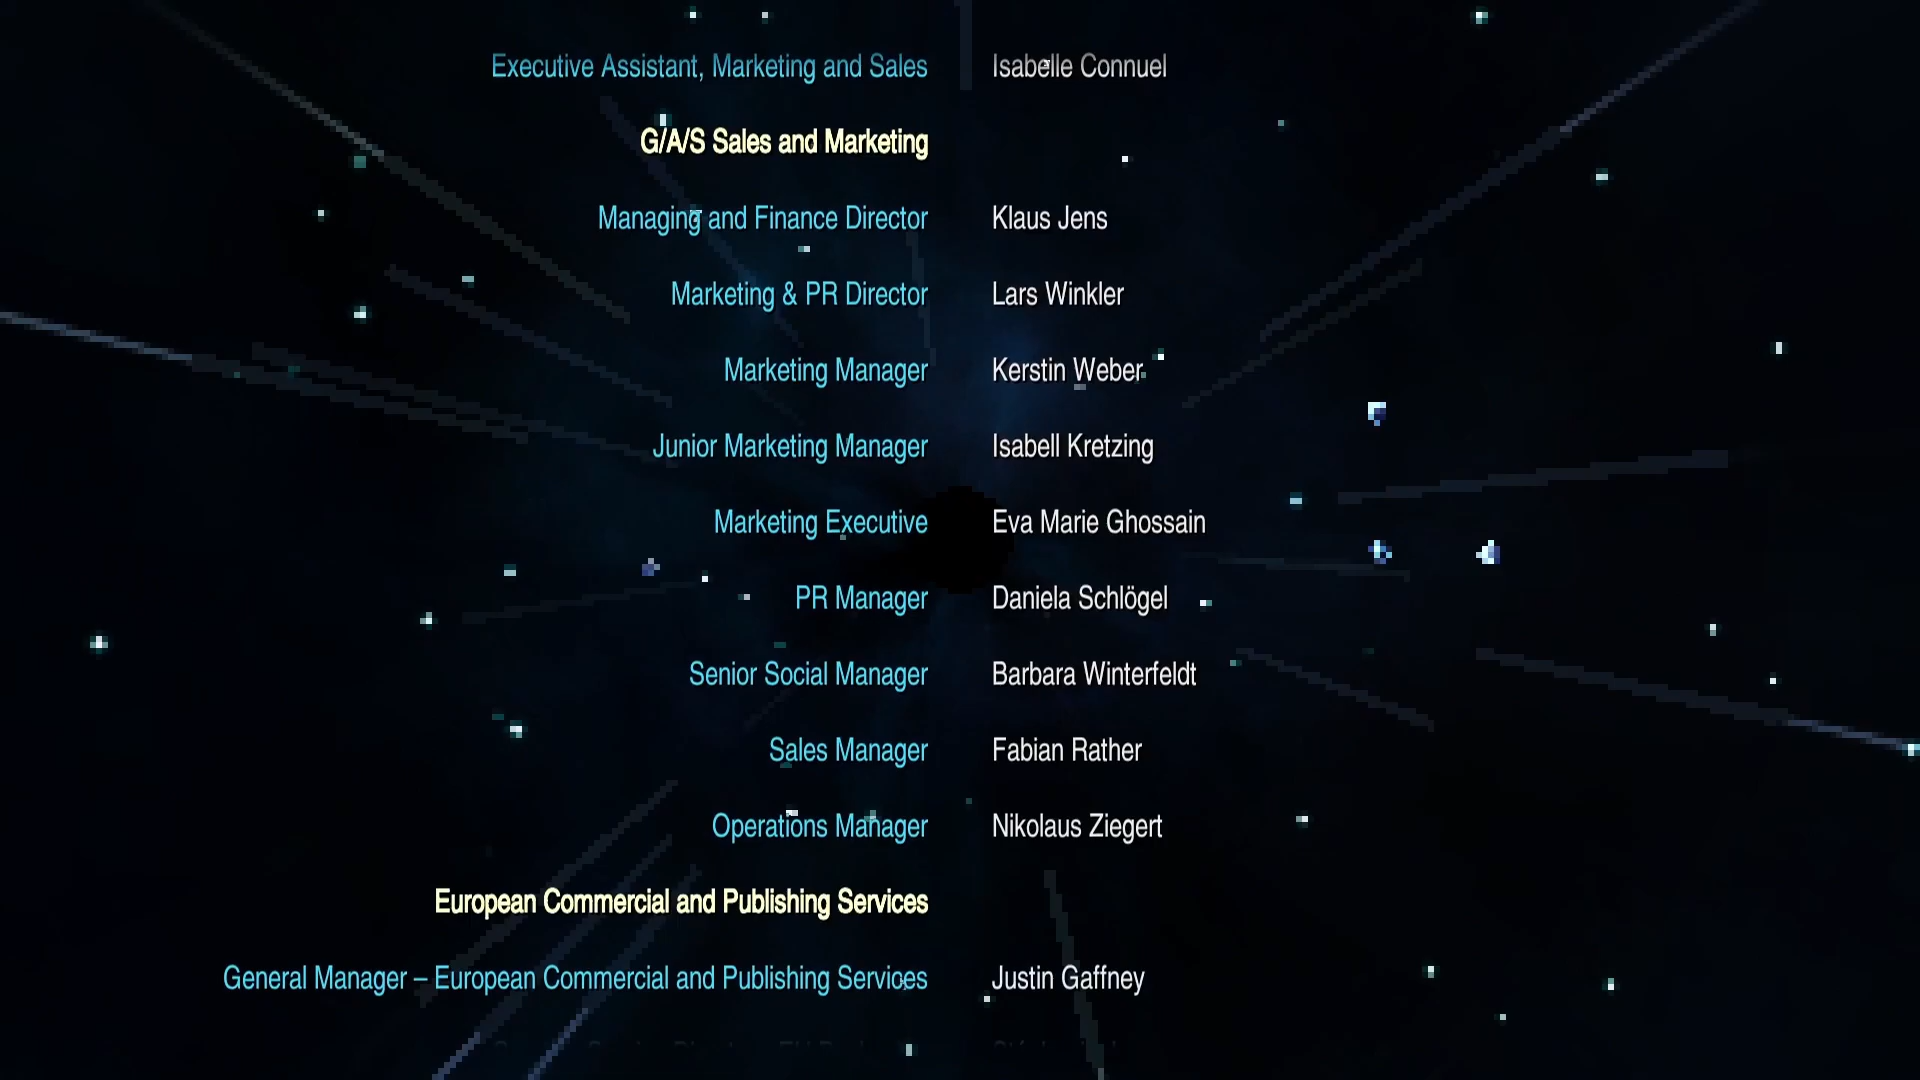 Executive Assistant, Marketing and Sales Isabelle Connuel
G/A/S Sales and Marketing
Managing and Finance Director Klaus Jens
Marketing & PR Director Lars Winkler
Marketing Manager Kerstin Weber
Junior Marketing Manager Isabell Kretzing
Marketing Executive Eva Marie Ghossain
PR Manager Daniela Schlögel
Senior Social Manager Barbara Winterfeldt
Sales Manager Fabian Rather
Operations Manager Nikolaus Ziegert
European Commercial and Publishing Services
General Manager – European Commercial and Publishing Services Justin Gaffney